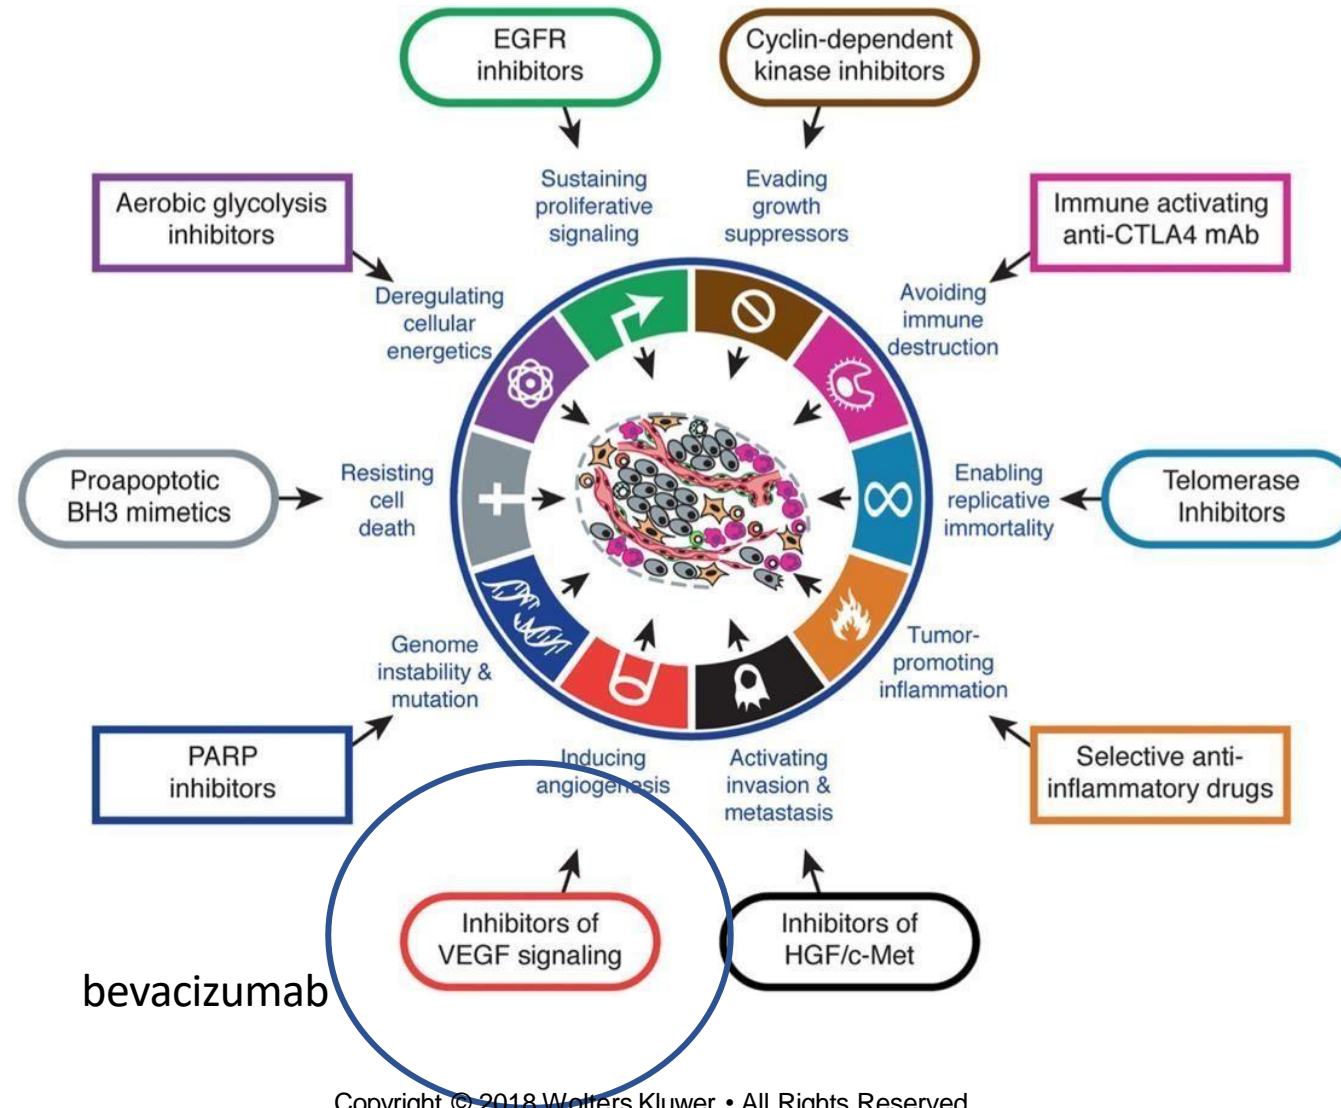 EGFR
inhibitors
Cyclin-dependent
kinase inhibitors
Sustaining
proliferative
signaling
Evading
growth
suppressors
Aerobic glycolysis
inhibitors
Immune activating
anti-CTLA4 mAb
Deregulating
cellular
energetics
Avoiding
immune
destruction
Proapoptotic
BH3 mimetics
Resisting
cell
death
Enabling
replicative
immortality
Telomerase
Inhibitors
Genome
instability &
mutation
Tumor-
promoting
inflammation
PARP
inhibitors
Inducing
angiogenesis
Activating
invasion &
metastasis
Selective anti-
inflammatory drugs
Inhibitors of
VEGF signaling
Inhibitors of
HGF/c-Met
bevacizumab
Copyright © 2018 Wolters Kluwer • All Rights Reserved